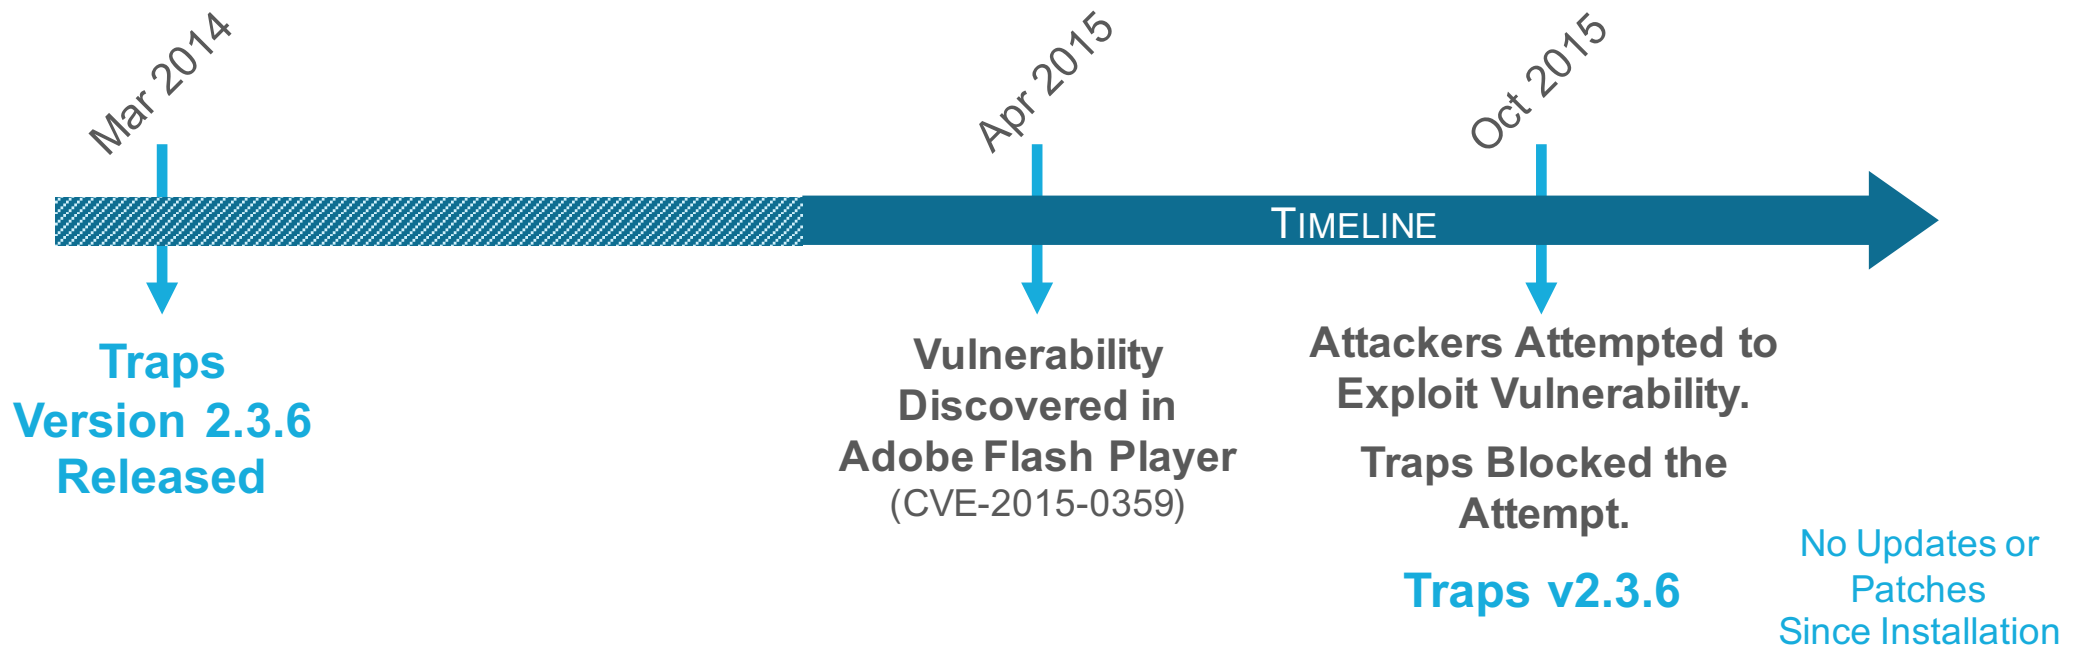 Mar 2014
Apr 2015
Oct 2015
TIMELINE
Traps
Version 2.3.6
Released
Vulnerability
Discovered in
Adobe Flash Player
(CVE-2015-0359)
Attackers Attempted to
Exploit Vulnerability.
Traps Blocked the
Attempt.
Traps v2.3.6
No Updates or
Patches
Since Installation